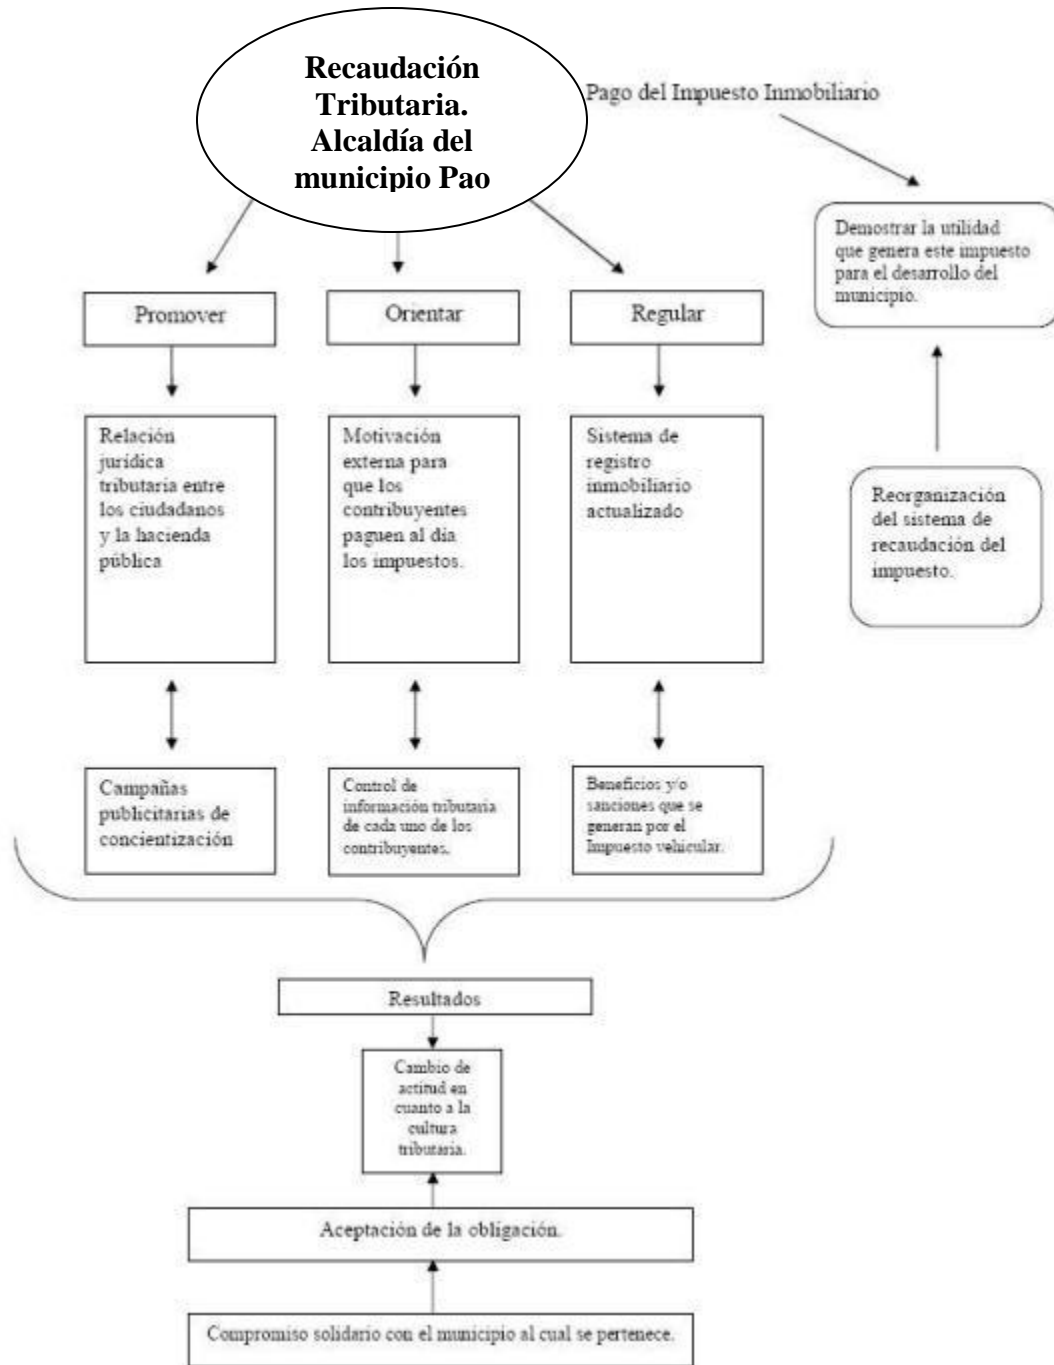 Recaudación
Tributaria.
Alcaldía del
municipio Pao
Pago del Impuesto Inmobiliario
Demostrar la utilidad
que genera este impuesto
para el desarrollo del
municipio.
Promover
Orientar
Regular
Relación
jurídica
tributaria entre
los ciudadanos
y la hacienda
pública
Motivación
externa para
que los
contribuyentes
paguen al día
los impuestos.
Sistema de
registro
inmobiliario
actualizado
Reorganización
del sistema de
recaudación del
impuesto.
Campañas
publicitarias de
concientización
Control de
información tributaria
de cada uno de los
contribuyentes.
Beneficios y/o
sanciones que se
generan por el
Impuesto vehicular.
Resultados
Cambio de
actitud en
cuanto a la
cultura
tributaria.
Aceptación de la obligación.
Compromiso solidario con el municipio al cual se pertenece.